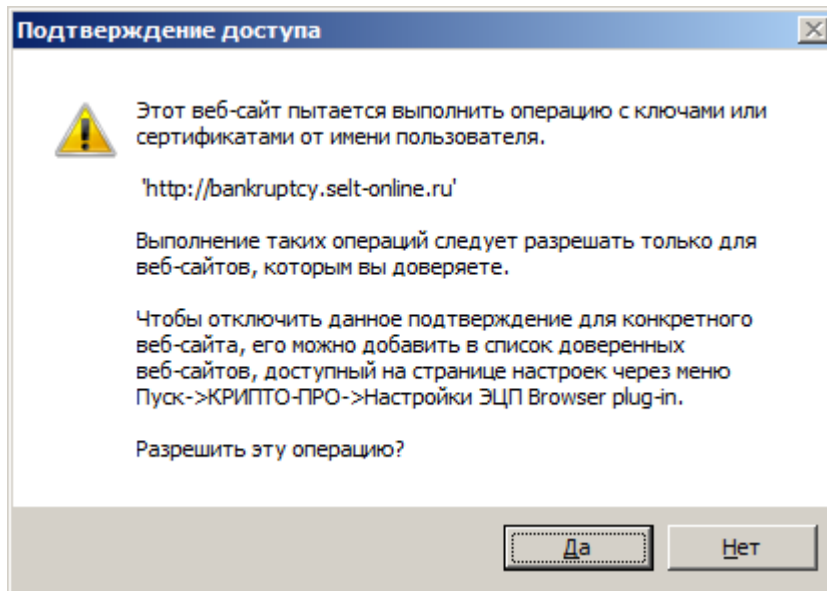 Подтверждение доступа
Этот веб-сайт пытается выполнить операцию с ключами или
сертификатами от имени пользователя.
'http://bankruptcy.selt-online.ru'
Выполнение таких операций следует разрешать только для
веб-сайтов, которым вы доверяете.
Чтобы отключить данное подтверждение для конкретного
веб-сайта, его можно добавить в список доверенных
веб-сайтов, доступный на странице настроек через меню
Пуск->КРИПТО-ПРО->Настройки ЭЦП Browser plug-in.
Разрешить эту операцию?
Да Нет